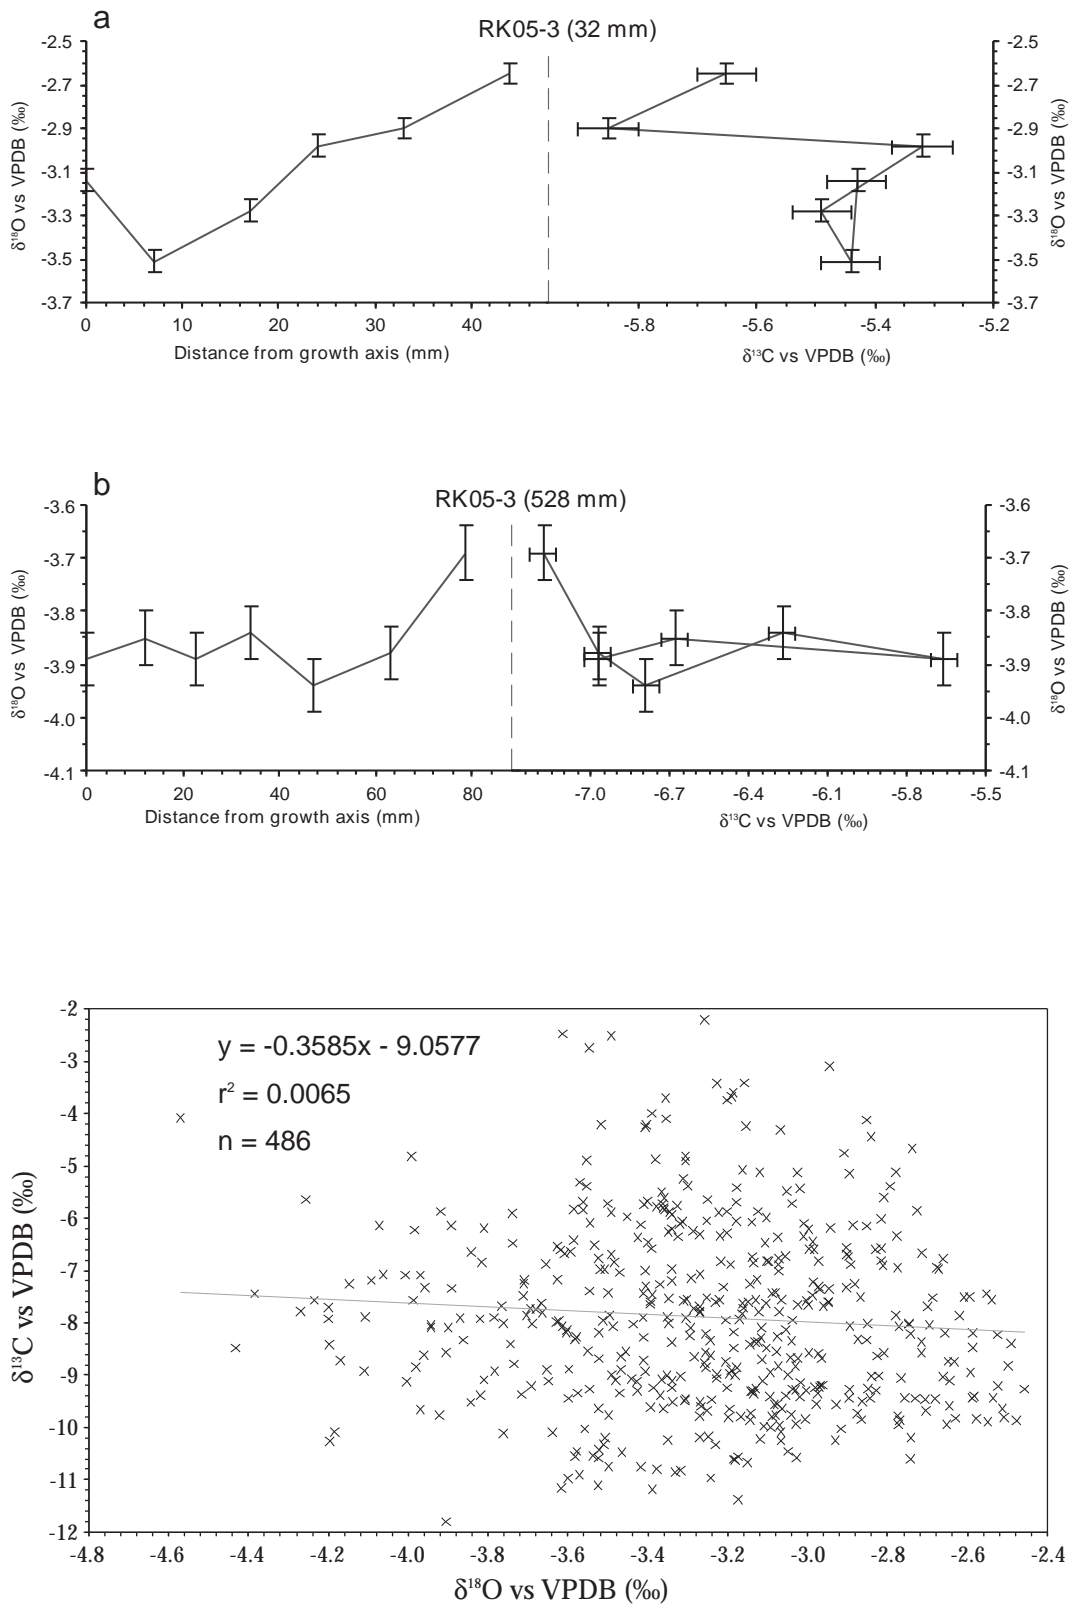 a
RK05-3 (32 mm)
-2.5
-2.7
-2.9
-3.1
-3.3
-3.5
-3.7
δ¹⁸O vs VPDB (‰)
0 10 20 30 40
Distance from growth axis (mm)
-5.8 -5.6 -5.4 -5.2
δ¹³C vs VPDB (‰)
-2.5
-2.7
-2.9
-3.1
-3.3
-3.5
-3.7
δ¹⁸O vs VPDB (‰)
b
RK05-3 (528 mm)
-3.6
-3.7
-3.8
-3.9
-4.0
-4.1
δ¹⁸O vs VPDB (‰)
0 20 40 60 80
Distance from growth axis (mm)
-7.0 -6.7 -6.4 -6.1 -5.8 -5.5
δ¹³C vs VPDB (‰)
-3.6
-3.7
-3.8
-3.9
-4.0
-4.1
δ¹⁸O vs VPDB (‰)
y = -0.3585x - 9.0577
r² = 0.0065
n = 486
-2
-3
-4
-5
-6
-7
-8
-9
-10
-11
-12
δ¹³C vs VPDB (‰)
-4.8 -4.6 -4.4 -4.2 -4.0 -3.8 -3.6 -3.4 -3.2 -3.0 -2.8 -2.6 -2.4
δ¹⁸O vs VPDB (‰)